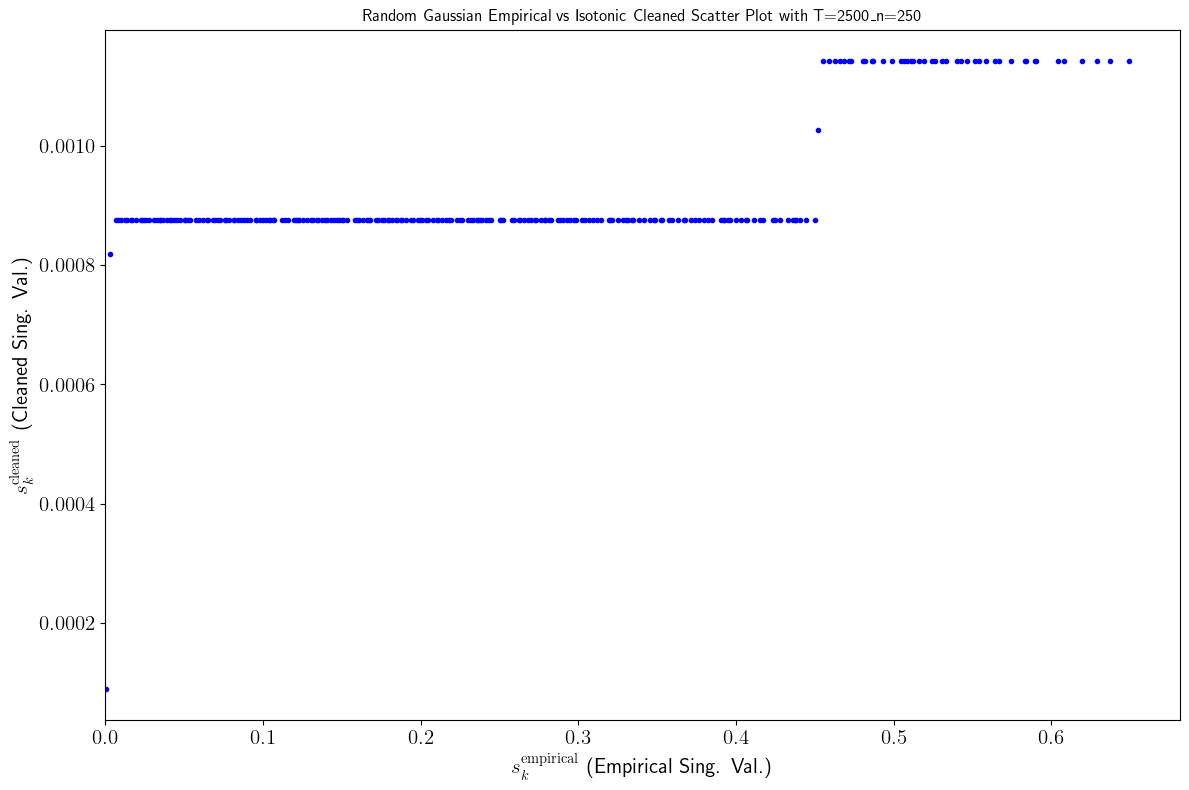 Random Gaussian Empirical vs Isotonic Cleaned Scatter Plot with T=2500_n=250
0.0010
0.0008
0.0006
0.0004
0.0002
s_k^cleaned (Cleaned Sing. Val.)
0.0 0.1 0.2 0.3 0.4 0.5 0.6
s_k^empirical (Empirical Sing. Val.)